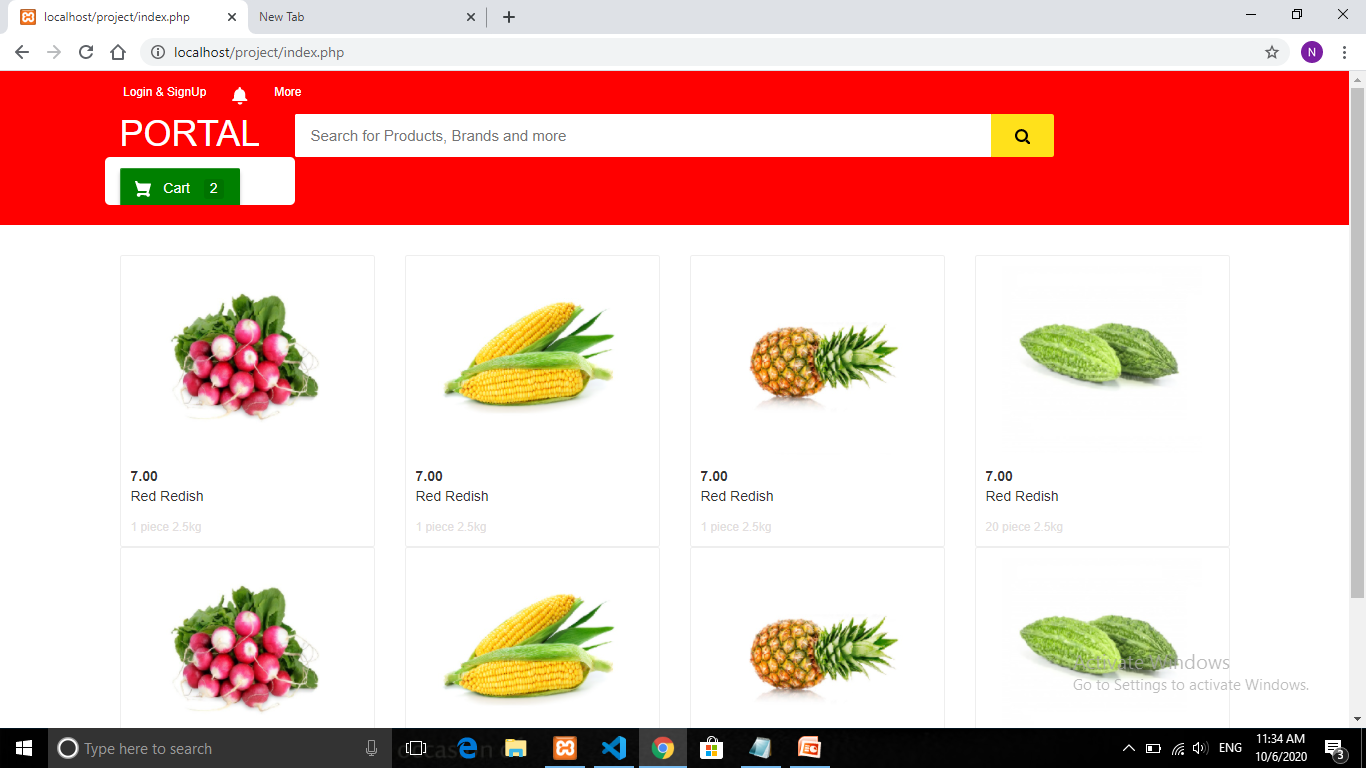 localhost/project/index.php
New Tab
localhost/project/index.php
N
Login & SignUp
More
PORTAL
Search for Products, Brands and more
Cart 2
7.00
Red Redish
1 piece 2.5kg
7.00
Red Redish
1 piece 2.5kg
7.00
Red Redish
1 piece 2.5kg
7.00
Red Redish
20 piece 2.5kg
Activate Windows
Go to Settings to activate Windows.
Type here to search
ENG
11:34 AM
10/6/2020
3